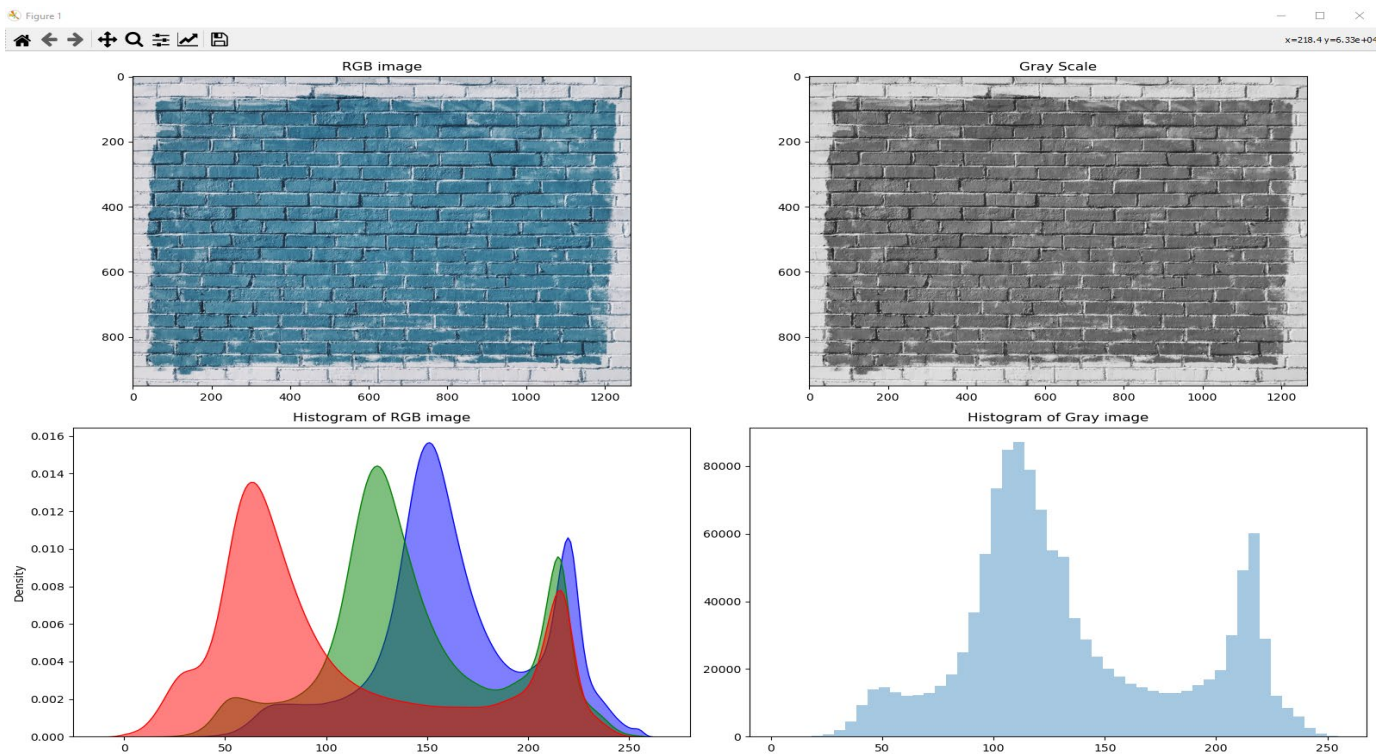 Figure 1
x=218.4 y=6.33e+04
RGB image
0
200
400
600
800
0 200 400 600 800 1000 1200
Gray Scale
0
200
400
600
800
0 200 400 600 800 1000 1200
Histogram of RGB image
Density
0.016
0.014
0.012
0.010
0.008
0.006
0.004
0.002
0.000
0 50 100 150 200 250
Histogram of Gray image
80000
60000
40000
20000
0
0 50 100 150 200 250